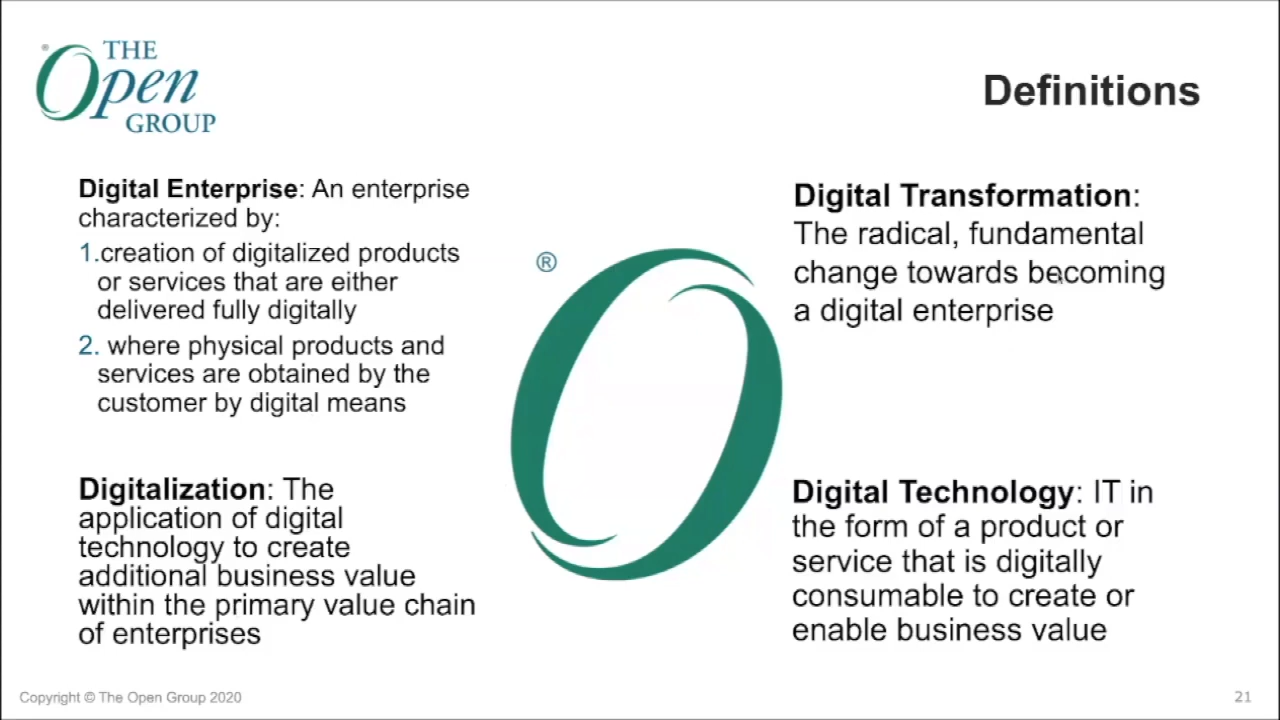 ® THE
Open
GROUP
Definitions
Digital Enterprise: An enterprise
characterized by:
1.creation of digitalized products
or services that are either
delivered fully digitally
2. where physical products and
services are obtained by the
customer by digital means
Digitalization: The
application of digital
technology to create
additional business value
within the primary value chain
of enterprises
®
Digital Transformation:
The radical, fundamental
change towards becoming
a digital enterprise
Digital Technology: IT in
the form of a product or
service that is digitally
consumable to create or
enable business value
Copyright © The Open Group 2020
21